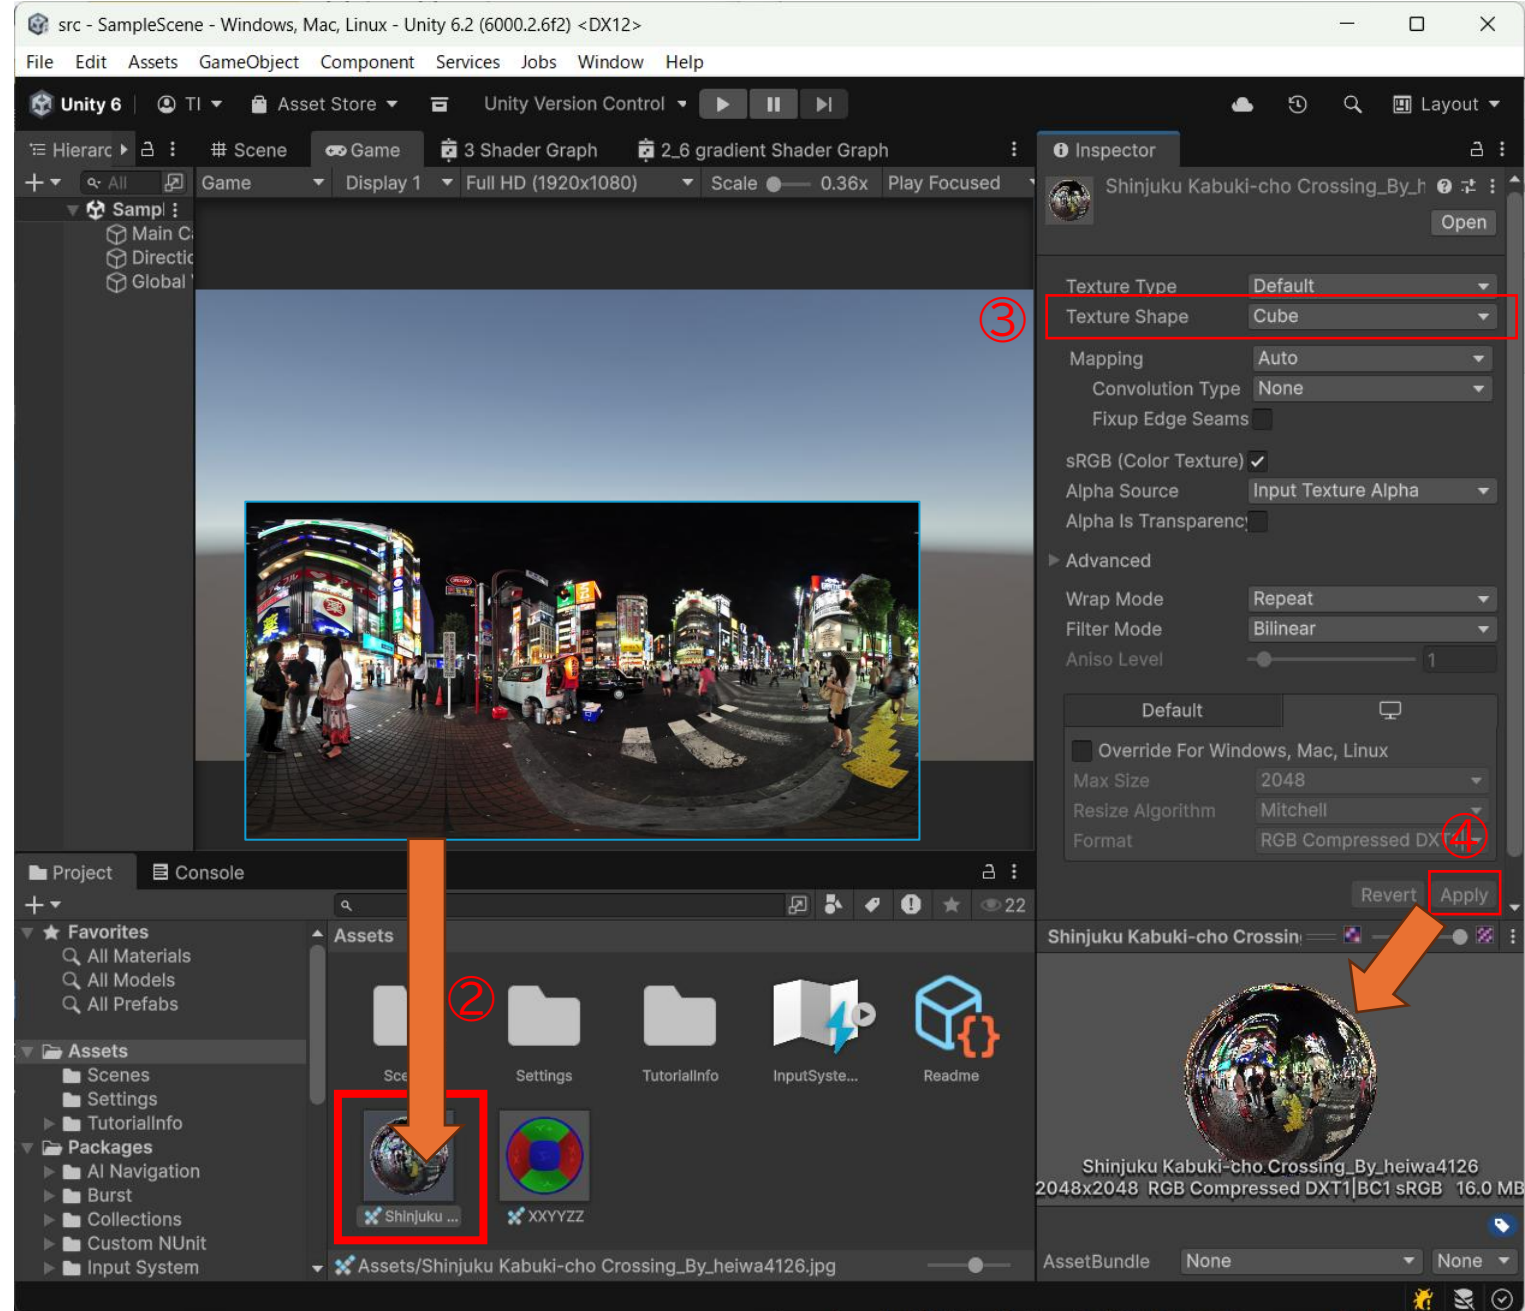 src - SampleScene - Windows, Mac, Linux - Unity 6.2 (6000.2.6f2) <DX12>
File Edit Assets GameObject Component Services Jobs Window Help
Unity 6 TI Asset Store Unity Version Control Layout
Hierarc # Scene Game 3 Shader Graph 2_6 gradient Shader Graph Inspector
All Game Display 1 Full HD (1920x1080) Scale 0.36x Play Focused
Shinjuku Kabuki-cho Crossing_By_h
Open
Sampl
Main C
Directic
Global
Texture Type Default
③
Texture Shape Cube
Mapping Auto
Convolution Type None
Fixup Edge Seams
sRGB (Color Texture)
Alpha Source Input Texture Alpha
Alpha Is Transparency
Advanced
Wrap Mode Repeat
Filter Mode Bilinear
Aniso Level 1
Default
Override For Windows, Mac, Linux
Max Size 2048
Resize Algorithm Mitchell
Format RGB Compressed DXT1|
④
Revert Apply
薬
薬
Project Console
22
Favorites
All Materials
All Models
All Prefabs
Assets
Scenes
Settings
TutorialInfo
Packages
AI Navigation
Burst
Collections
Custom NUnit
Input System
Assets
②
Sce
Settings
TutorialInfo
InputSyste...
Readme
Shinjuku ...
XXYYZZ
Assets/Shinjuku Kabuki-cho Crossing_By_heiwa4126.jpg
Shinjuku Kabuki-cho Crossin
Shinjuku Kabuki-cho Crossing_By_heiwa4126
2048x2048 RGB Compressed DXT1|BC1 sRGB 16.0 MB
AssetBundle None None